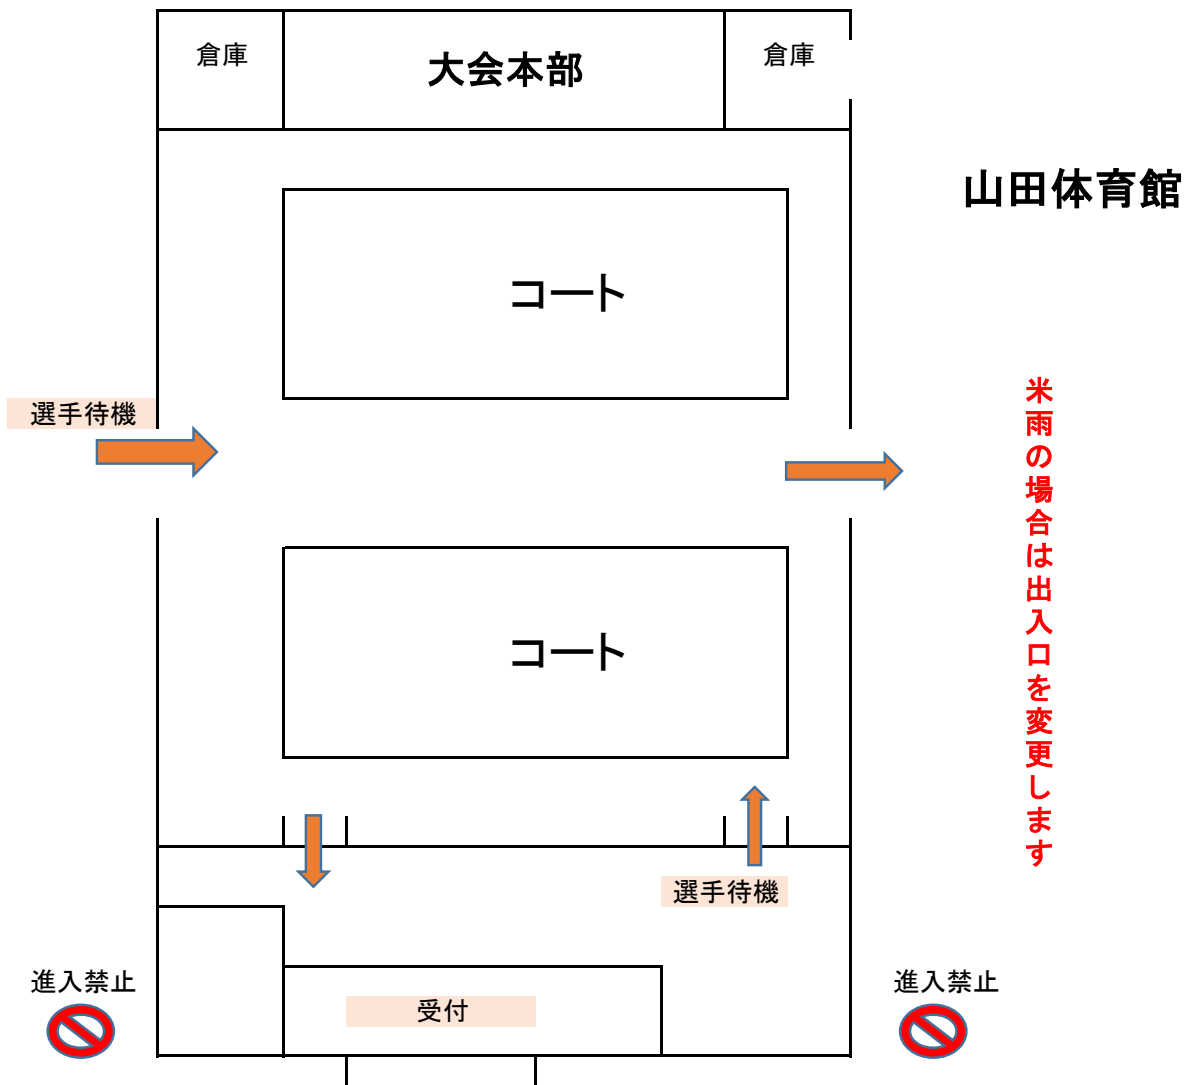 倉庫
大会本部
倉庫
山田体育館
コート
選手待機
米雨の場合は出入口を変更します
コート
選手待機
進入禁止
進入禁止
受付